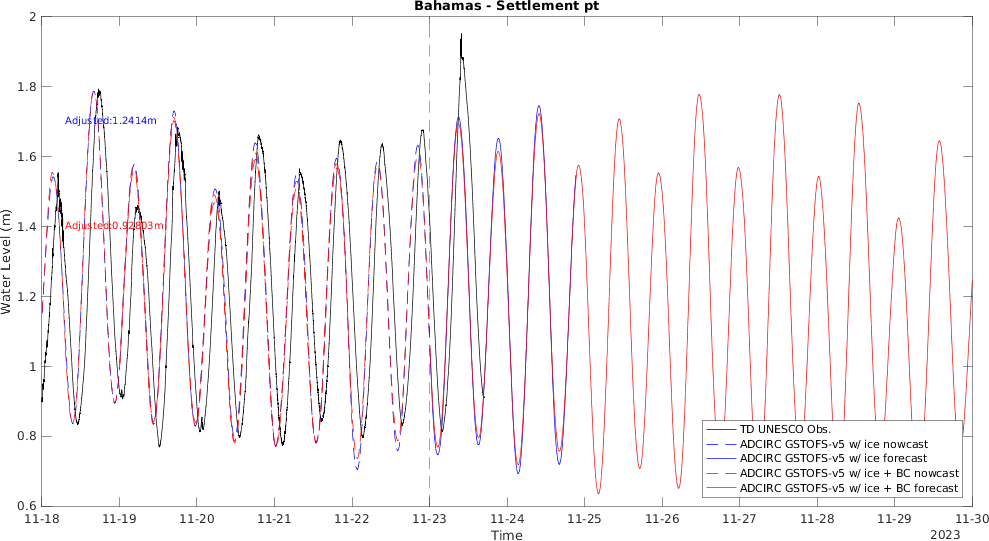 Bahamas - Settlement pt
2
1.8
1.6
1.4
1.2
1
0.8
0.6
Water Level (m)
Adjusted:1.2414m
Adjusted:0.92803m
TD UNESCO Obs.
ADCIRC GSTOFS-v5 w/ ice nowcast
ADCIRC GSTOFS-v5 w/ ice forecast
ADCIRC GSTOFS-v5 w/ ice + BC nowcast
ADCIRC GSTOFS-v5 w/ ice + BC forecast
11-18 11-19 11-20 11-21 11-22 11-23 11-24 11-25 11-26 11-27 11-28 11-29 11-30
Time
2023